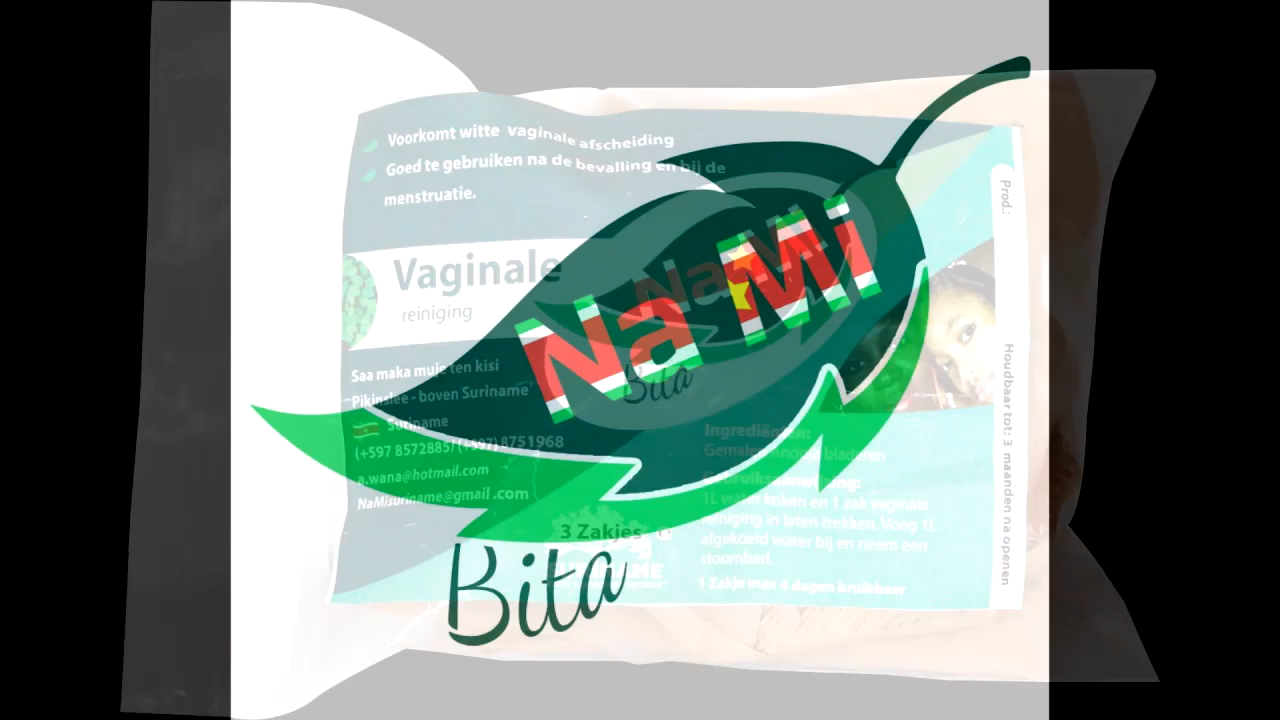 Voorkomt witte vaginale afscheiding
Goed te gebruiken na de bevalling en bij de
menstruatie.
Vaginale
reiniging
Na Mi
Na Mi
Bita
Saa maka muje ten kisi
Pikinslee - boven Suriname
Suriname
(+597 8572885/(+597) 8751968
a.wana@hotmail.com
NaMisuriname@gmail.com
3 Zakjes
SURINAME
Bita
Ingrediënten:
Gemalen Andoja bladeren
Gebruiksaanwijzing:
1L water koken en 1 zak vaginale
reiniging in laten trekken. Voeg 1L
afgekoeld water bij en neem een
stoombad.
1 Zakje max 4 dagen bruikbaar
Prod.:
Houdbaar tot: 3 maanden na openen